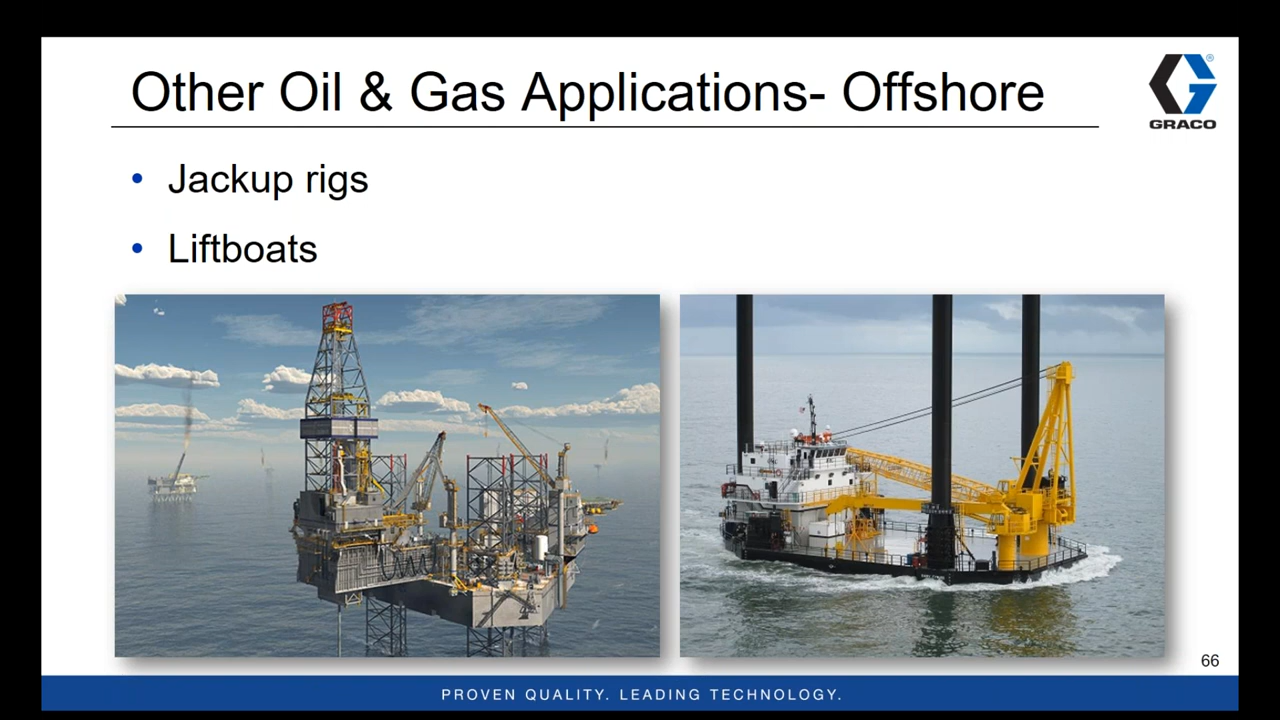 Other Oil & Gas Applications- Offshore
GRACO
• Jackup rigs
• Liftboats
66
PROVEN QUALITY. LEADING TECHNOLOGY.